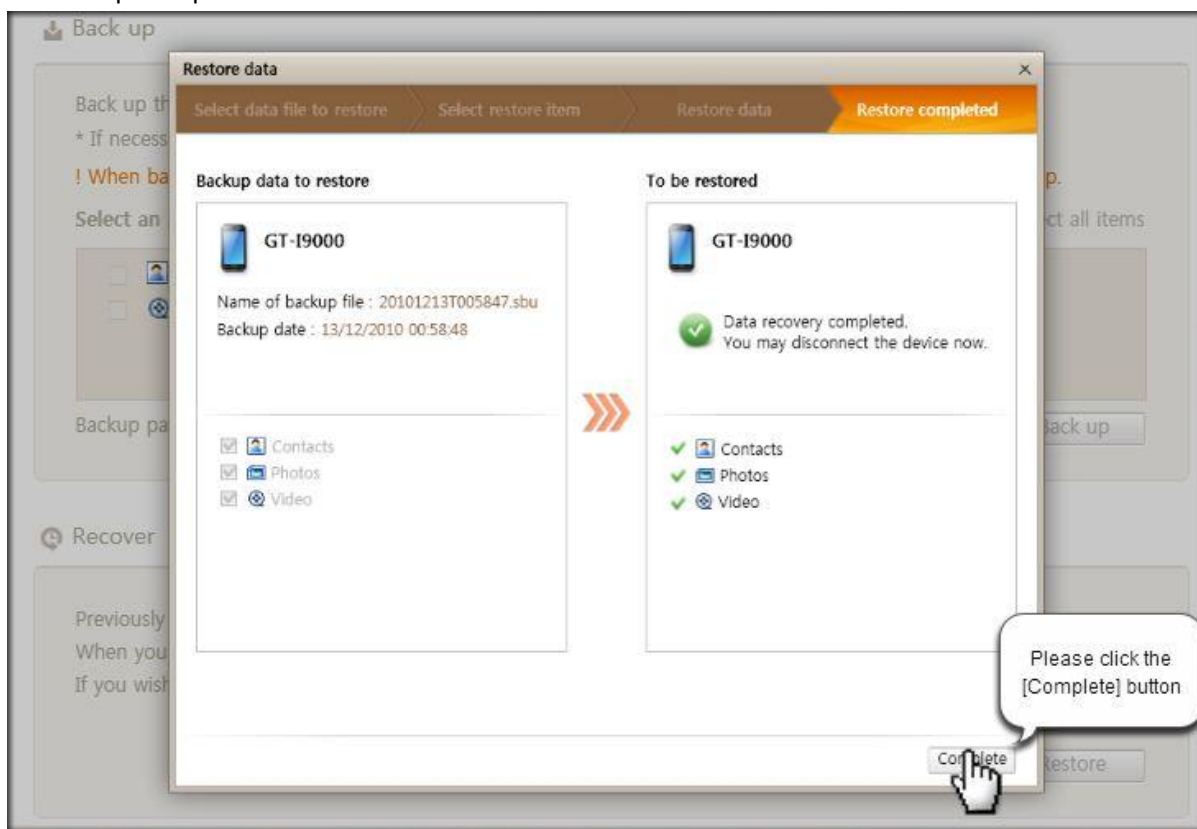 Back up
Restore data
Select data file to restore Select restore item Restore data Restore completed
Back up th
* If necess
! When ba
p.
Backup data to restore To be restored
Select an
ct all items
GT-I9000 GT-I9000
Name of backup file : 20101213T005847.sbu
Backup date : 13/12/2010 00:58:48
Data recovery completed.
You may disconnect the device now.
Backup pa
Back up
Contacts Contacts
Photos Photos
Video Video
Recover
Previously
When you
If you wish
Please click the
[Complete] button
Complete
Restore